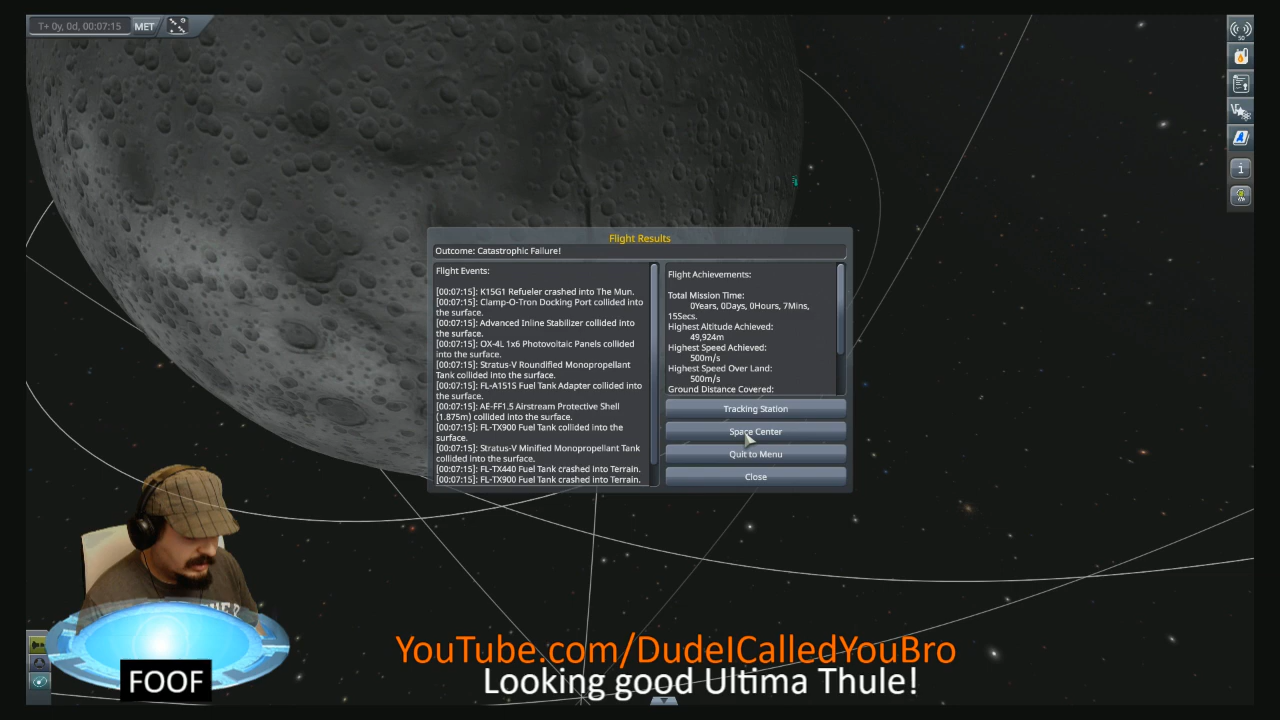 T+ 0y, 0d, 00:07:15 MET
50
Flight Results
Outcome: Catastrophic Failure!
Flight Events:
[00:07:15]: K15G1 Refueler crashed into The Mun.
[00:07:15]: Clamp-O-Tron Docking Port collided into
the surface.
[00:07:15]: Advanced Inline Stabilizer collided into
the surface.
[00:07:15]: OX-4L 1x6 Photovoltaic Panels collided
into the surface.
[00:07:15]: Stratus-V Roundified Monopropellant
Tank collided into the surface.
[00:07:15]: FL-A151S Fuel Tank Adapter collided into
the surface.
[00:07:15]: AE-FF1.5 Airstream Protective Shell
(1.875m) collided into the surface.
[00:07:15]: FL-TX900 Fuel Tank collided into the
surface.
[00:07:15]: Stratus-V Minified Monopropellant Tank
collided into the surface.
[00:07:15]: FL-TX440 Fuel Tank crashed into Terrain.
[00:07:15]: FL-TX900 Fuel Tank crashed into Terrain.
Flight Achievements:
Total Mission Time:
0Years, 0Days, 0Hours, 7Mins,
15Secs.
Highest Altitude Achieved:
49,924m
Highest Speed Achieved:
500m/s
Highest Speed Over Land:
500m/s
Ground Distance Covered:
Tracking Station
Space Center
Quit to Menu
Close
YouTube.com/DudeICalledYouBro
Looking good Ultima Thule!
FOOF